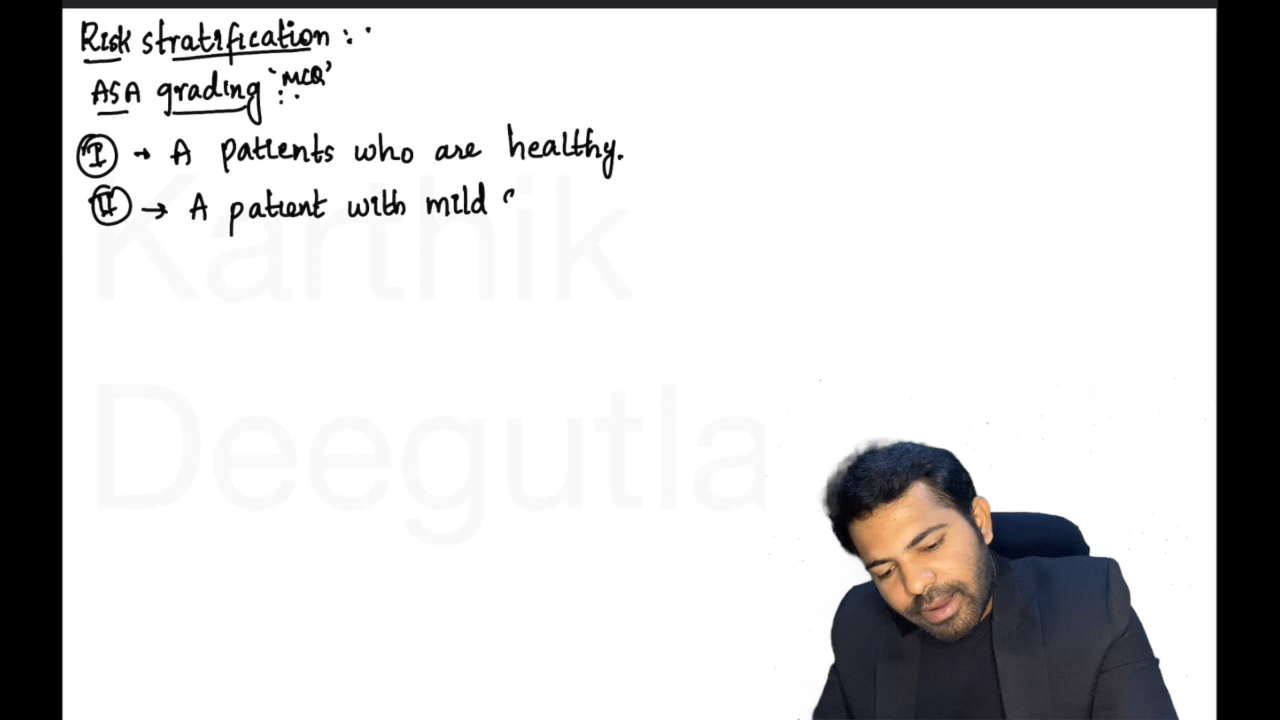 Risk stratification :.
ASA grading :. 'MCQ'
I → A patients who are healthy.
II → A patient with mild
Karthik
Deegutla